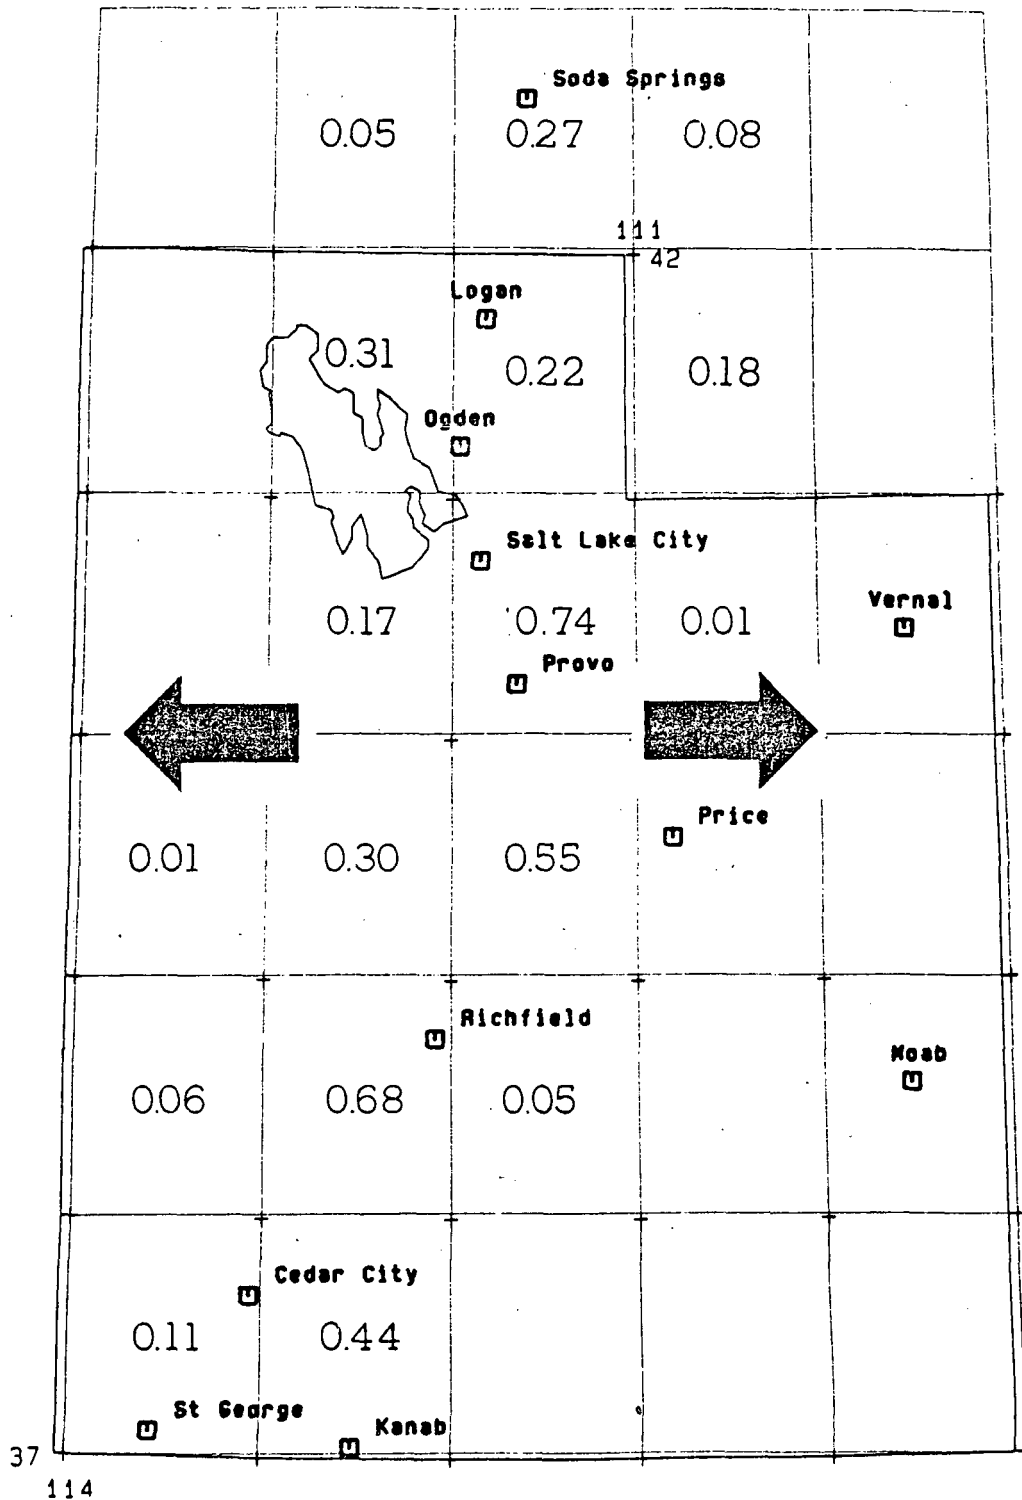 Soda Springs
0.05 0.27 0.08
111
42
Logan
0.31 0.22 0.18
Ogden
Salt Lake City
Vernal
0.17 0.74 0.01
Provo
Price
0.01 0.30 0.55
Richfield
Moab
0.06 0.68 0.05
Cedar City
0.11 0.44
St George
Kanab
37
114